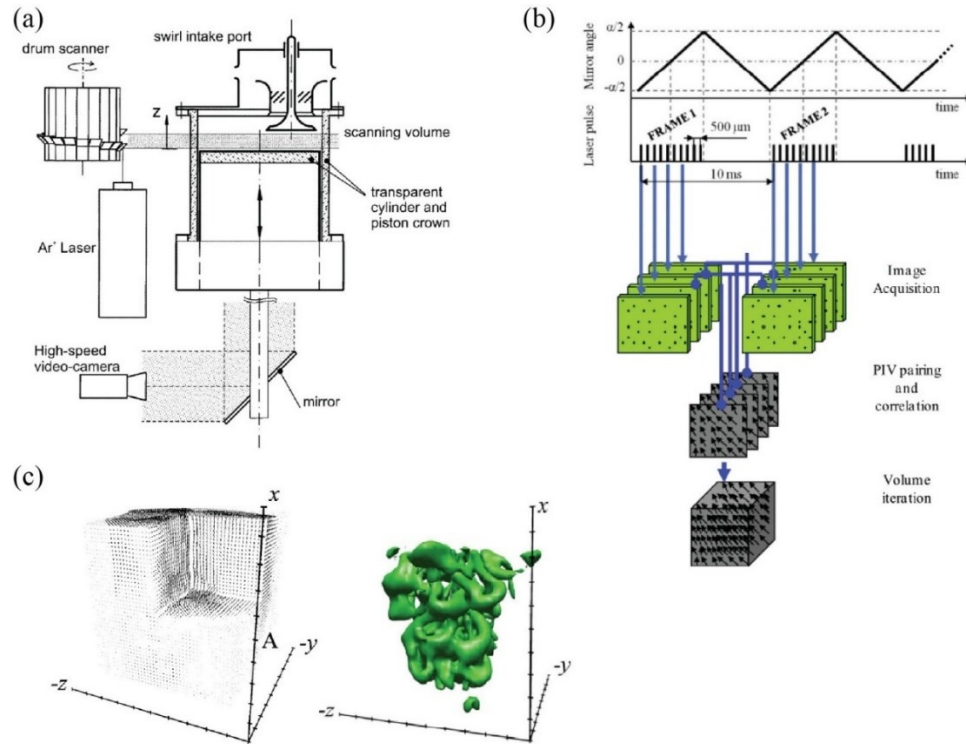 (a)
swirl intake port
drum scanner
z
scanning volume
transparent
cylinder and
piston crown
Ar⁺ Laser
High-speed
video-camera
mirror
(b)
Mirror angle
α/2
0
-α/2
time
Laser pulse
FRAME 1
500 μm
FRAME 2
time
10 ms
Image
Acquisition
PIV pairing
and
correlation
Volume
iteration
(c)
x
A
-y
-z
x
-y
-z